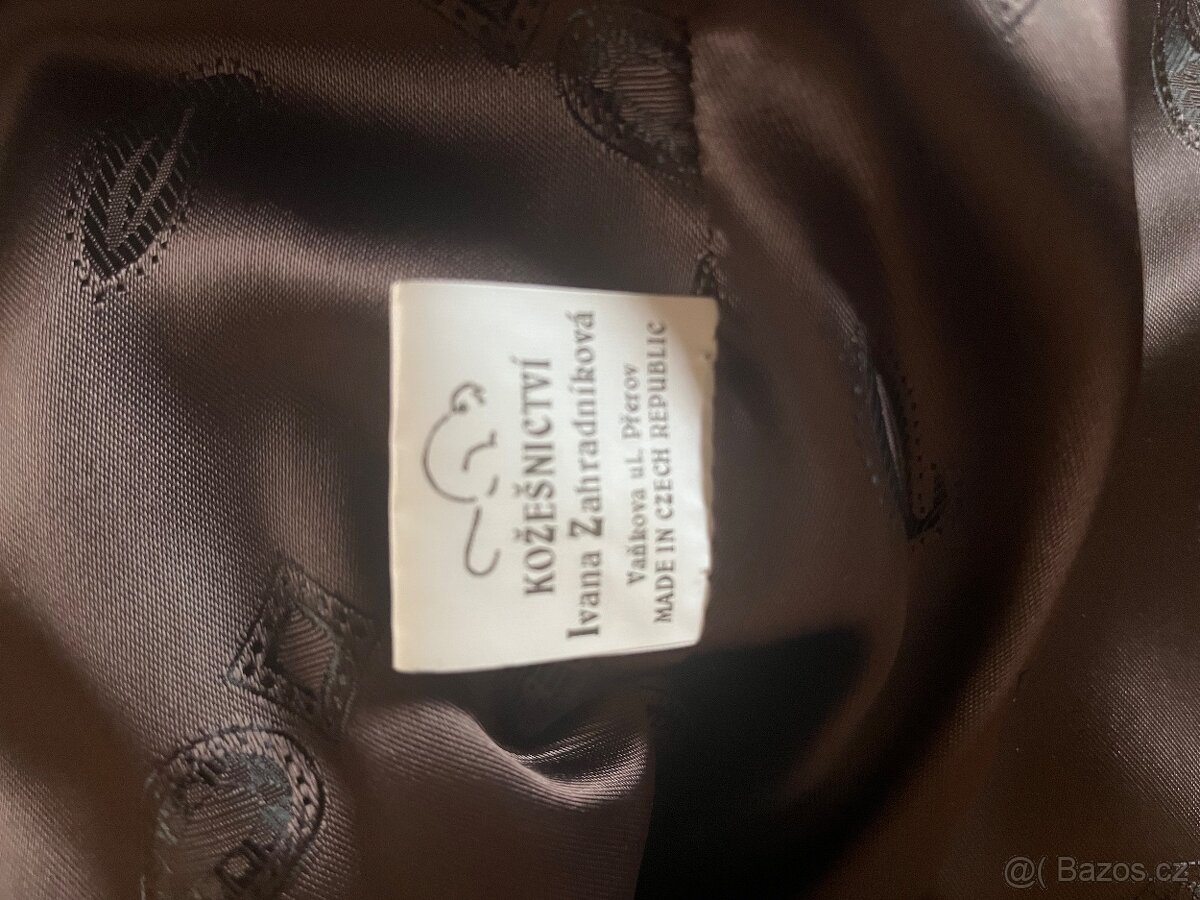 KOŽEŠNICTVÍ
Ivana Zahradníková
Vaňkova ul. Přerov
MADE IN CZECH REPUBLIC
@( Bazos.cz